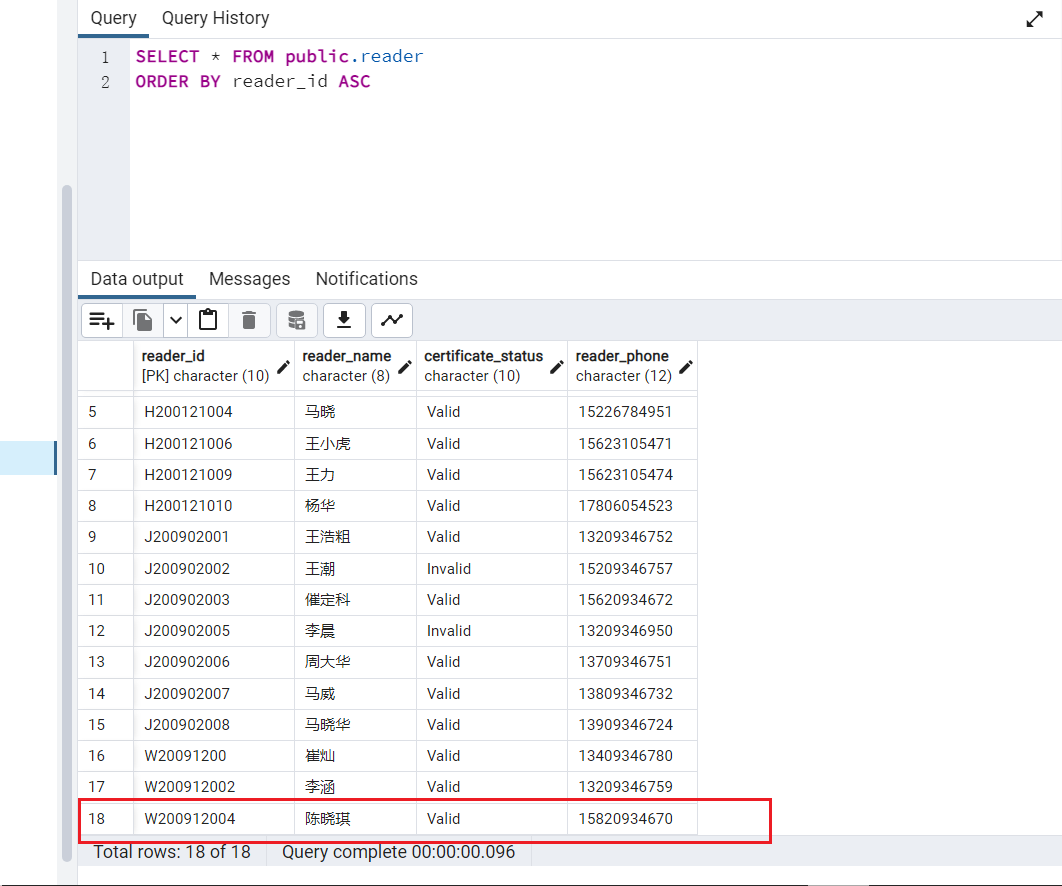 Query Query History
1 SELECT * FROM public.reader
2 ORDER BY reader_id ASC
Data output Messages Notifications
reader_id reader_name certificate_status reader_phone
[PK] character (10) character (8) character (10) character (12)
5 H200121004 马晓 Valid 15226784951
6 H200121006 王小虎 Valid 15623105471
7 H200121009 王力 Valid 15623105474
8 H200121010 杨华 Valid 17806054523
9 J200902001 王浩粗 Valid 13209346752
10 J200902002 王潮 Invalid 15209346757
11 J200902003 催定科 Valid 15620934672
12 J200902005 李晨 Invalid 13209346950
13 J200902006 周大华 Valid 13709346751
14 J200902007 马威 Valid 13809346732
15 J200902008 马晓华 Valid 13909346724
16 W20091200 崔灿 Valid 13409346780
17 W200912002 李涵 Valid 13209346759
18 W200912004 陈晓琪 Valid 15820934670
Total rows: 18 of 18 Query complete 00:00:00.096